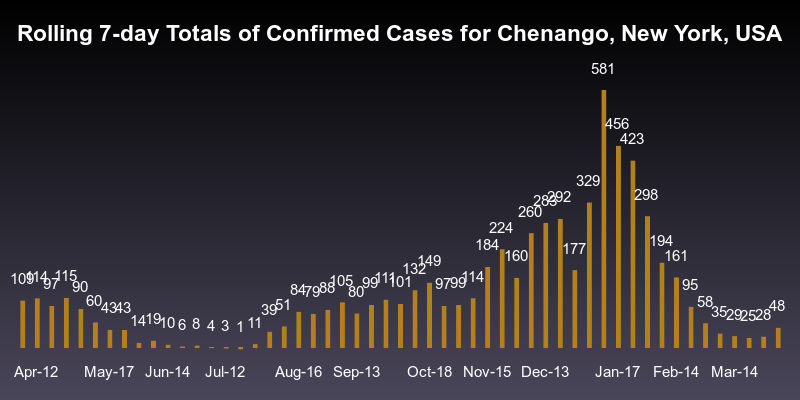 Rolling 7-day Totals of Confirmed Cases for Chenango, New York, USA
109 114 97 115 90 60 43 43 14 19 10 6 8 4 3 1 11 39 51 84 79 88 105 80 99 111 101 132 149 97 99 114 184 224 160 260 283 292 177 329 581 456 423 298 194 161 95 58 35 29 25 28 48
Apr-12 May-17 Jun-14 Jul-12 Aug-16 Sep-13 Oct-18 Nov-15 Dec-13 Jan-17 Feb-14 Mar-14